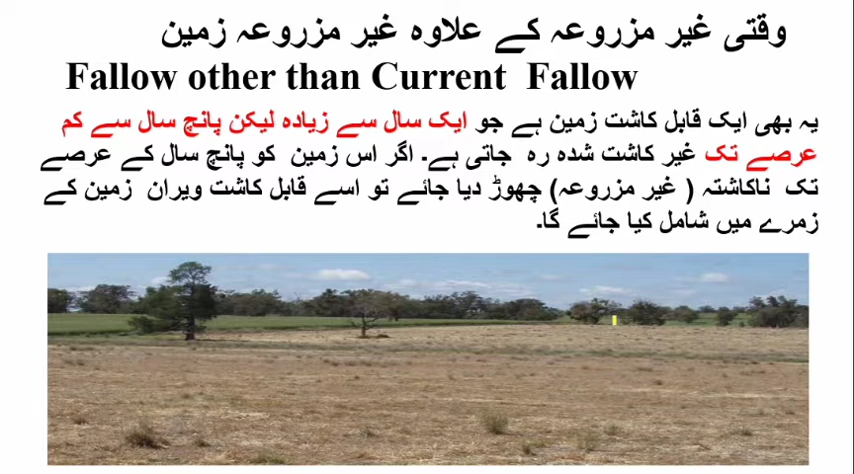 وقتی غیر مزروعہ کے علاوہ غیر مزروعہ زمین
Fallow other than Current Fallow
یہ بھی ایک قابل کاشت زمین ہے جو ایک سال سے زیادہ لیکن پانچ سال سے کم
عرصے تک غیر کاشت شدہ رہ جاتی ہے۔ اگر اس زمین کو پانچ سال کے عرصے
تک ناکاشتہ ( غیر مزروعہ) چھوڑ دیا جائے تو اسے قابل کاشت ویران زمین کے
زمرے میں شامل کیا جائے گا۔